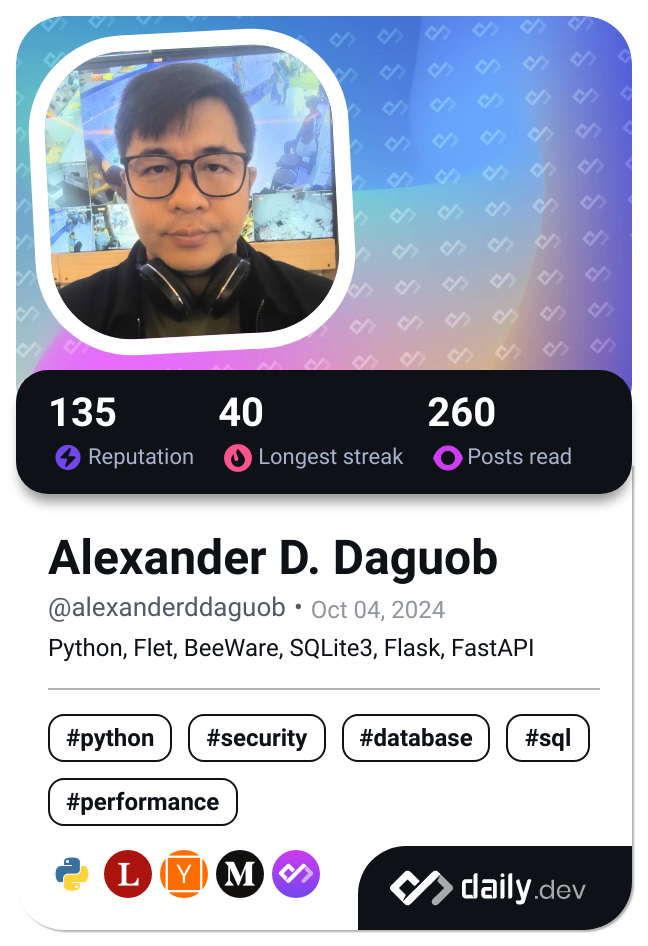 135 40 260
Reputation Longest streak Posts read
Alexander D. Daguob
@alexanderddaguob • Oct 04, 2024
Python, Flet, BeeWare, SQLite3, Flask, FastAPI
#python #security #database #sql
#performance
L Y M daily.dev